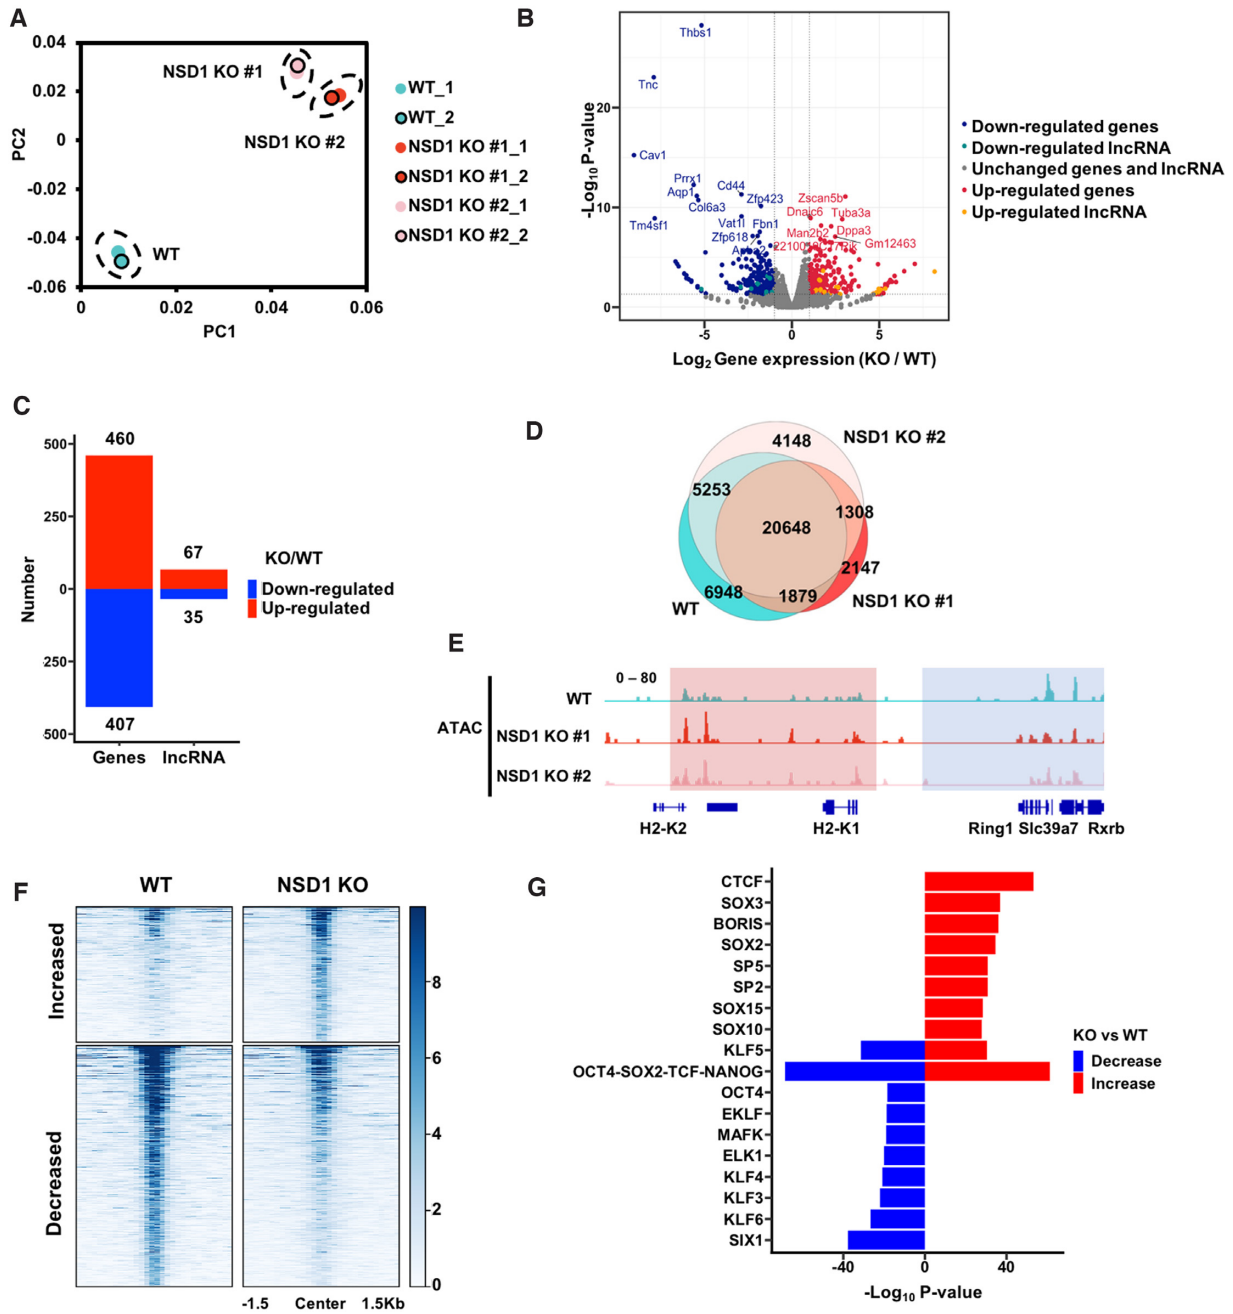 A
0.04
0.02
0
-0.02
-0.04
-0.06
0
0.02
0.04
0.06
PC2
PC1
NSD1 KO #1
NSD1 KO #2
WT
WT_1
WT_2
NSD1 KO #1_1
NSD1 KO #1_2
NSD1 KO #2_1
NSD1 KO #2_2
B
Thbs1
Tnc
Cav1
Prrx1
Aqp1
Col6a3
Tm4sf1
Cd44
Zfp423
Vat1l
Fbn1
Zfp618
Zscan5b
Dnajc6
Tuba3a
Man2b2
Dppa3
Gm12463
20
10
0
-5
0
5
-Log10 P-value
Log2 Gene expression (KO / WT)
Down-regulated genes
Down-regulated lncRNA
Unchanged genes and lncRNA
Up-regulated genes
Up-regulated lncRNA
C
500
250
0
250
500
Number
460
67
35
407
Genes
lncRNA
KO/WT
Down-regulated
Up-regulated
D
4148
NSD1 KO #2
5253
1308
20648
2147
6948
1879
WT
NSD1 KO #1
E
0 – 80
WT
ATAC
NSD1 KO #1
NSD1 KO #2
H2-K2
H2-K1
Ring1 Slc39a7 Rxrb
F
WT
NSD1 KO
Increased
Decreased
8
6
4
2
0
-1.5
Center
1.5Kb
G
CTCF
SOX3
BORIS
SOX2
SP5
SP2
SOX15
SOX10
KLF5
OCT4-SOX2-TCF-NANOG
OCT4
EKLF
MAFK
ELK1
KLF4
KLF3
KLF6
SIX1
-40
0
40
-Log10 P-value
KO vs WT
Decrease
Increase